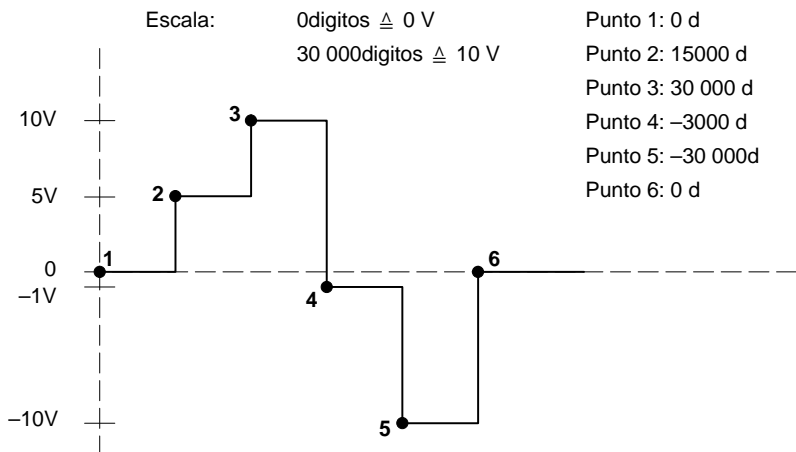 Escala: 0digitos ≙ 0 V
30 000digitos ≙ 10 V
Punto 1: 0 d
Punto 2: 15000 d
Punto 3: 30 000 d
Punto 4: –3000 d
Punto 5: –30 000d
Punto 6: 0 d
10V
3
5V
2
0
1
6
–1V
4
–10V
5